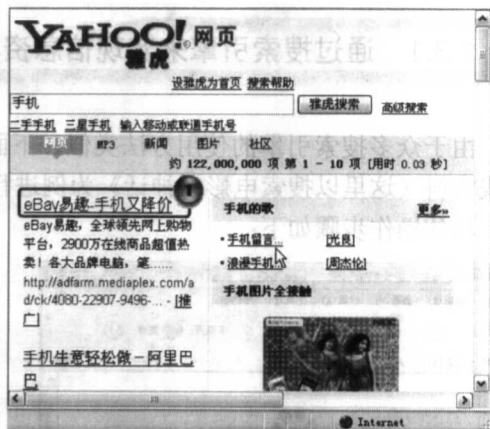 YAHOO! 网页
雅虎
设雅虎为首页 搜索帮助
手机 雅虎搜索 高级搜索
二手手机 三星手机 输入移动或联通手机号
网页 MP3 新闻 图片 社区
约 122,000,000 项 第 1 - 10 项 [用时 0.03 秒]
eBay易趣-手机又降价
eBay易趣，全球领先网上购物
平台，2900万在线商品超值热
卖！各大品牌电脑，笔......
http://adfarm.mediaplex.com/a
d/ck/4080-22907-9496-... - [推
广]
手机生意轻松做－阿里巴
巴
手机的歌 更多»
• 手机留言... [光良]
• 浪漫手机... [周杰伦]
手机图片全接触
Internet